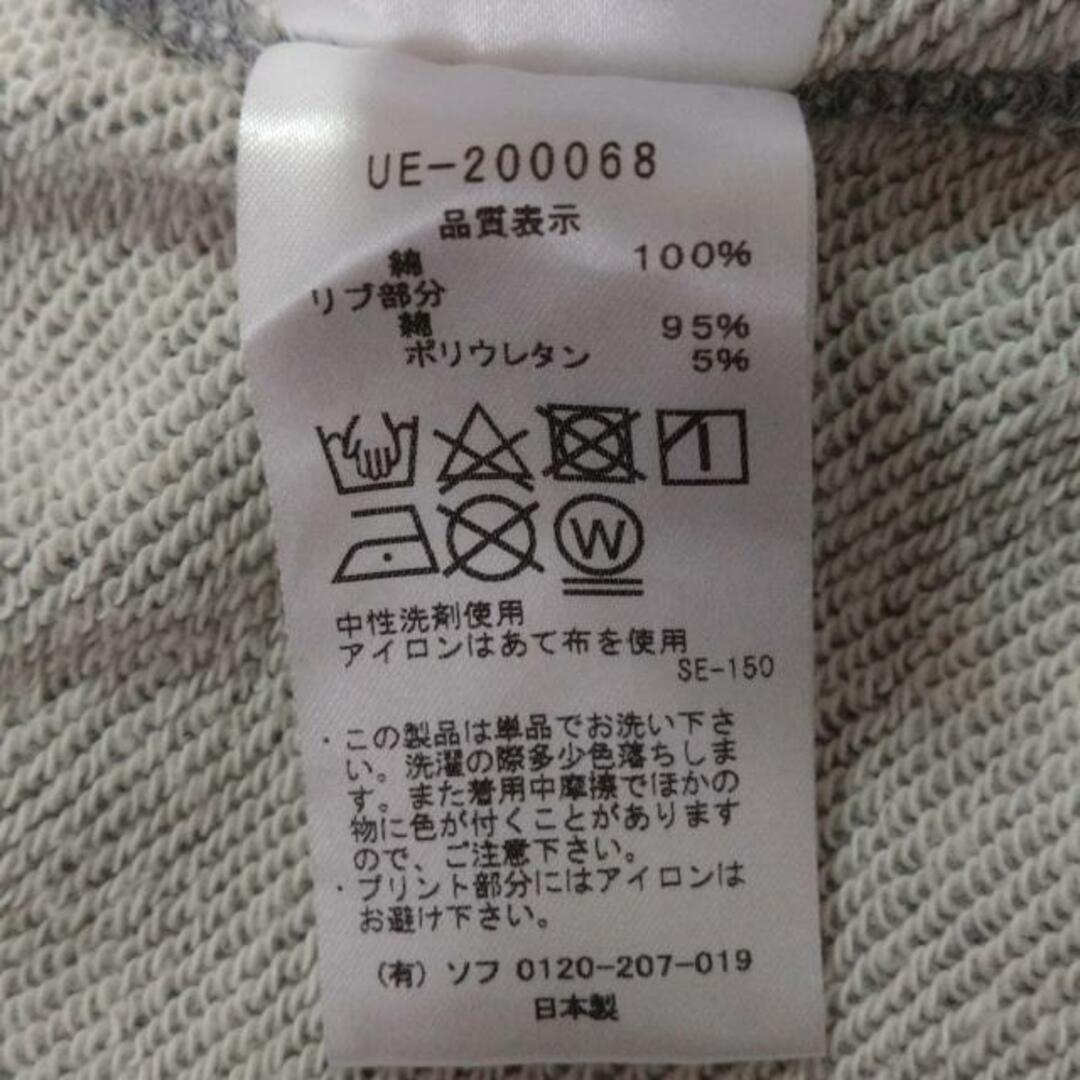 UE-200068
品質表示
綿 100%
リブ部分
綿 95%
ポリウレタン 5%
W
中性洗剤使用
アイロンはあて布を使用
SE-150
・この製品は単品でお洗い下さ
い。洗濯の際多少色落ちしま
す。また着用中摩擦でほかの
物に色が付くことがあります
ので、ご注意下さい。
・プリント部分にはアイロンは
お避け下さい。
(有) ソフ 0120-207-019
日本製